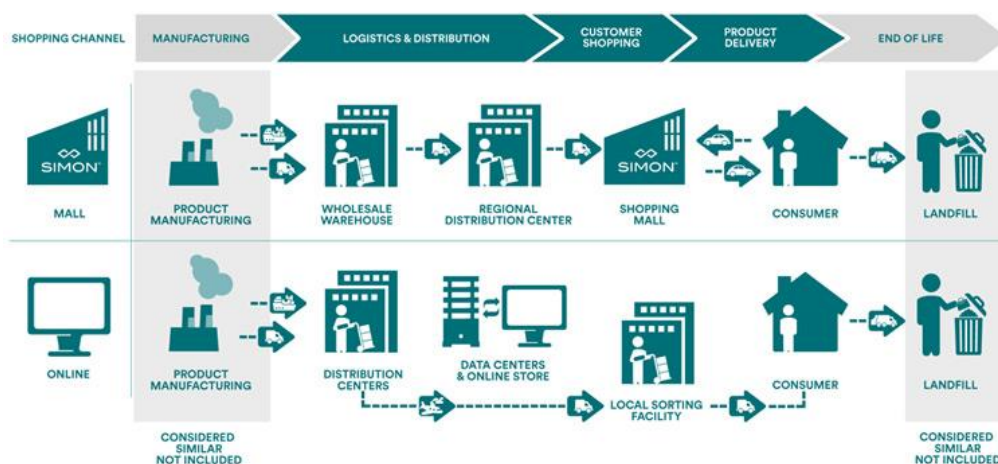 SHOPPING CHANNEL
MANUFACTURING
LOGISTICS & DISTRIBUTION
CUSTOMER
SHOPPING
PRODUCT
DELIVERY
END OF LIFE
SIMON™
MALL
PRODUCT
MANUFACTURING
WHOLESALE
WAREHOUSE
REGIONAL
DISTRIBUTION CENTER
SIMON™
SHOPPING
MALL
CONSUMER
LANDFILL
ONLINE
PRODUCT
MANUFACTURING
DISTRIBUTION
CENTERS
DATA CENTERS
& ONLINE STORE
LOCAL SORTING
FACILITY
CONSUMER
LANDFILL
CONSIDERED
SIMILAR
NOT INCLUDED
CONSIDERED
SIMILAR
NOT INCLUDED